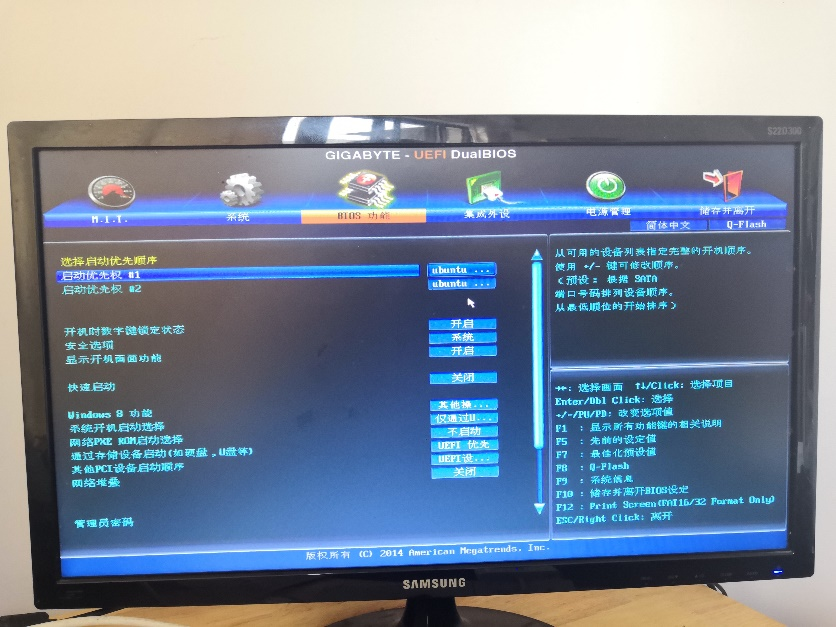 S22D300
GIGABYTE - UEFI DualBIOS
M.I.T.
系统
BIOS 功能
集成外设
电源管理
储存并离开
简体中文
Q-Flash
选择启动优先顺序
启动优先权 #1
ubuntu ...
启动优先权 #2
ubuntu ...
开机时数字键锁定状态
开启
安全选项
系统
显示开机画面功能
开启
快速启动
关闭
Windows 8 功能
其他操...
系统开机启动选择
仅通过U...
网络PXE ROM启动选择
不启动
通过存储设备启动(如硬盘,U盘等)
UEFI 优先
其他PCI设备启动顺序
UEFI设...
网络堆叠
关闭
管理员密码
从可用的设备列表指定完整的开机顺序。
使用 +/- 键可修改顺序。
(预设: 根据 SATA
端口号码排列设备顺序。
从最低顺位的开始排序)
→←: 选择画面 ↑↓/Click: 选择项目
Enter/Dbl Click: 选择
+/-/PU/PD: 改变选项值
F1 : 显示所有功能键的相关说明
F5 : 先前的设定值
F7 : 最佳化预设值
F8 : Q-Flash
F9 : 系统信息
F10 : 储存并离开BIOS设定
F12 : Print Screen(FAT16/32 Format Only)
ESC/Right Click: 离开
版权所有 (C) 2014 American Megatrends, Inc.
SAMSUNG